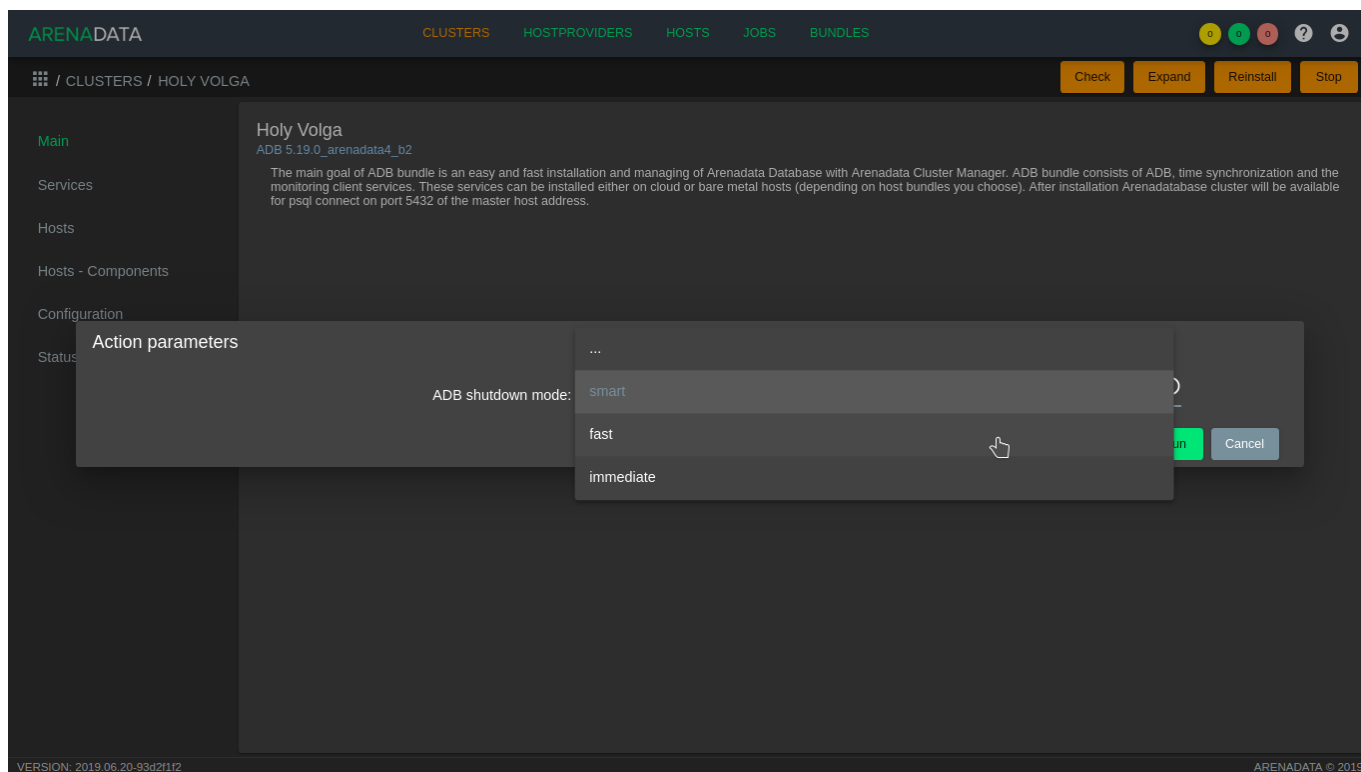 ARENADATA
CLUSTERS HOSTPROVIDERS HOSTS JOBS BUNDLES
0 0 0 ?
/ CLUSTERS / HOLY VOLGA
Check Expand Reinstall Stop
Main
Services
Hosts
Hosts - Components
Configuration
Status
Holy Volga
ADB 5.19.0_arenadata4_b2
The main goal of ADB bundle is an easy and fast installation and managing of Arenadata Database with Arenadata Cluster Manager. ADB bundle consists of ADB, time synchronization and the
monitoring client services. These services can be installed either on cloud or bare metal hosts (depending on host bundles you choose). After installation Arenadatabase cluster will be available
for psql connect on port 5432 of the master host address.
Action parameters
ADB shutdown mode:
...
smart
fast
immediate
un Cancel
VERSION: 2019.06.20-93d2f1f2
ARENADATA © 2019